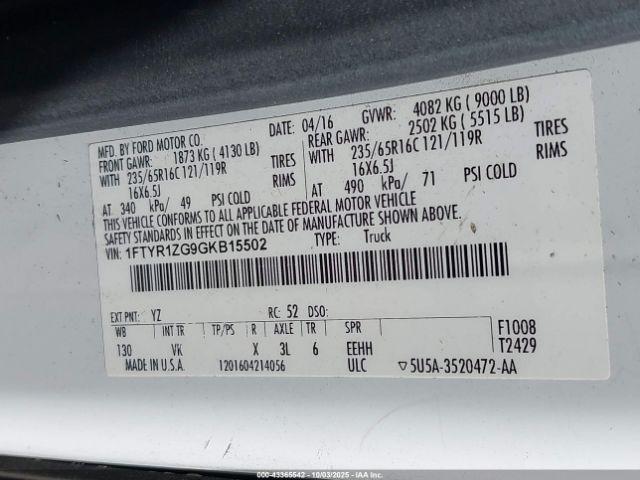 MFD. BY FORD MOTOR CO.
DATE: 04/16 GVWR: 4082 KG ( 9000 LB)
FRONT GAWR: 1873 KG ( 4130 LB) REAR GAWR: 2502 KG ( 5515 LB)
WITH 235/65R16C 121/119R TIRES WITH 235/65R16C 121/119R TIRES
16X6.5J RIMS 16X6.5J RIMS
AT 340 kPa/ 49 PSI COLD AT 490 kPa/ 71 PSI COLD
THIS VEHICLE CONFORMS TO ALL APPLICABLE FEDERAL MOTOR VEHICLE
SAFETY STANDARDS IN EFFECT ON THE DATE OF MANUFACTURE SHOWN ABOVE.
VIN: 1FTYR1ZG9GKB15502 TYPE: Truck
EXT PNT: YZ RC: 52 DSO:
WB INT TR TP/PS R AXLE TR SPR F1008
130 VK X 3L 6 EEHH T2429
MADE IN U.S.A. 1201604214056 ULC ▽5U5A-3520472-AA
000-43365542 - 10/03/2025 - IAA Inc.